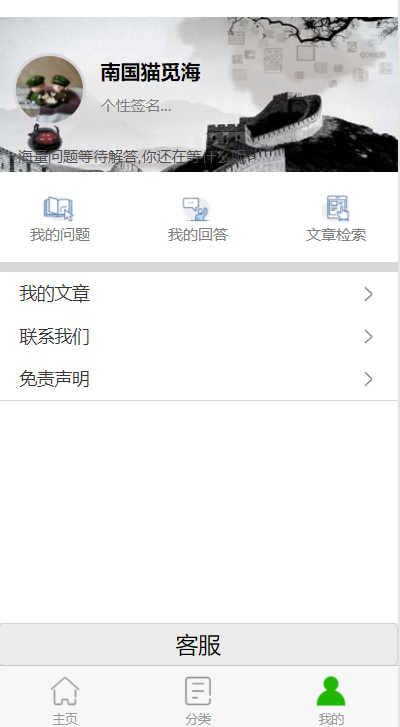 南国猫觅海
个性签名...
海量问题等待解答,你还在等什么呢
我的问题
我的回答
文章检索
我的文章
联系我们
免责声明
客服
主页
分类
我的